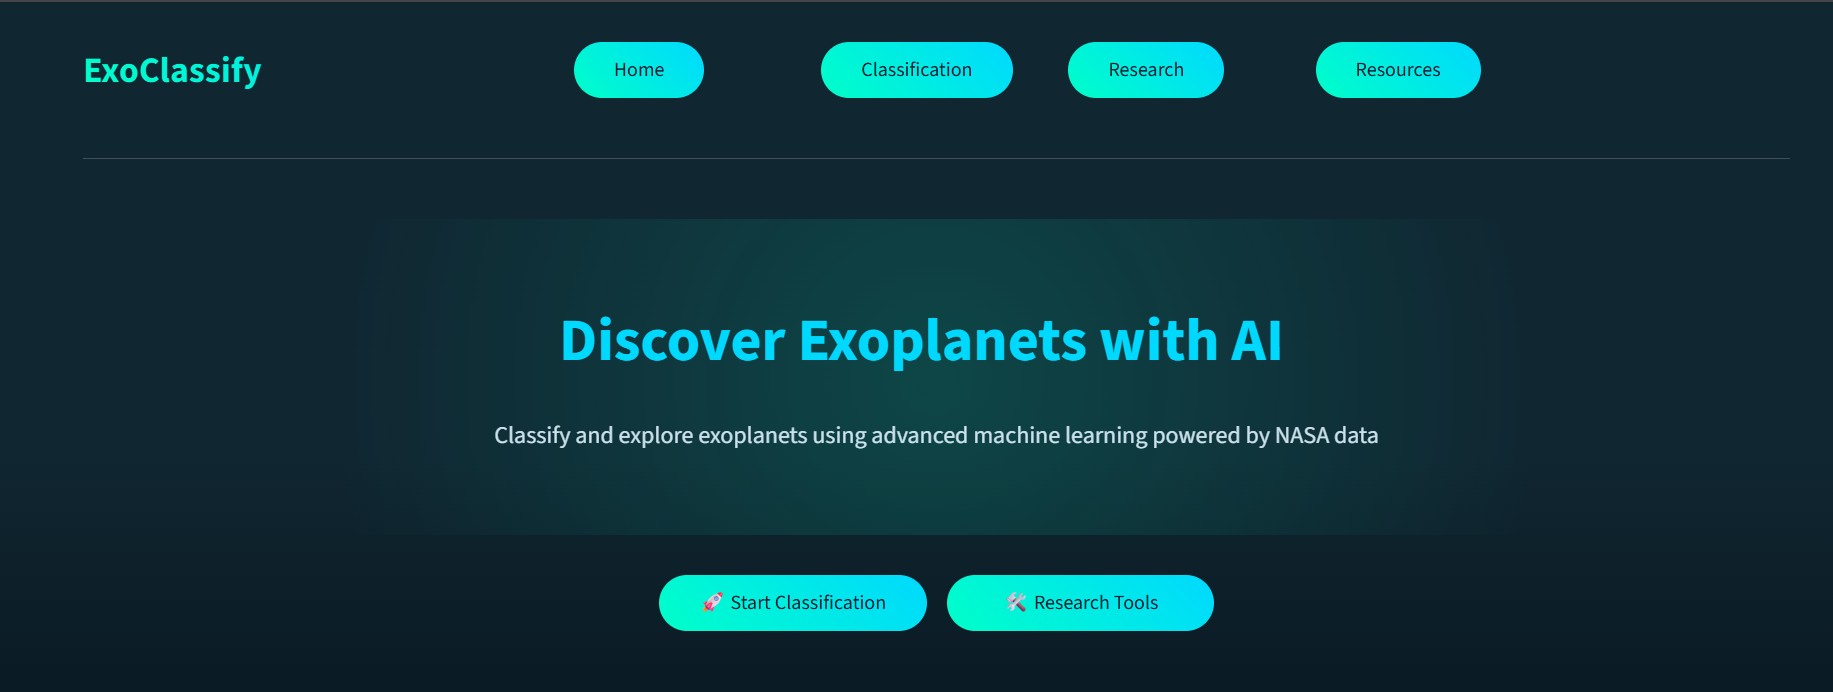 ExoClassify
Home
Classification
Research
Resources
Discover Exoplanets with AI
Classify and explore exoplanets using advanced machine learning powered by NASA data
🚀 Start Classification
🛠️ Research Tools